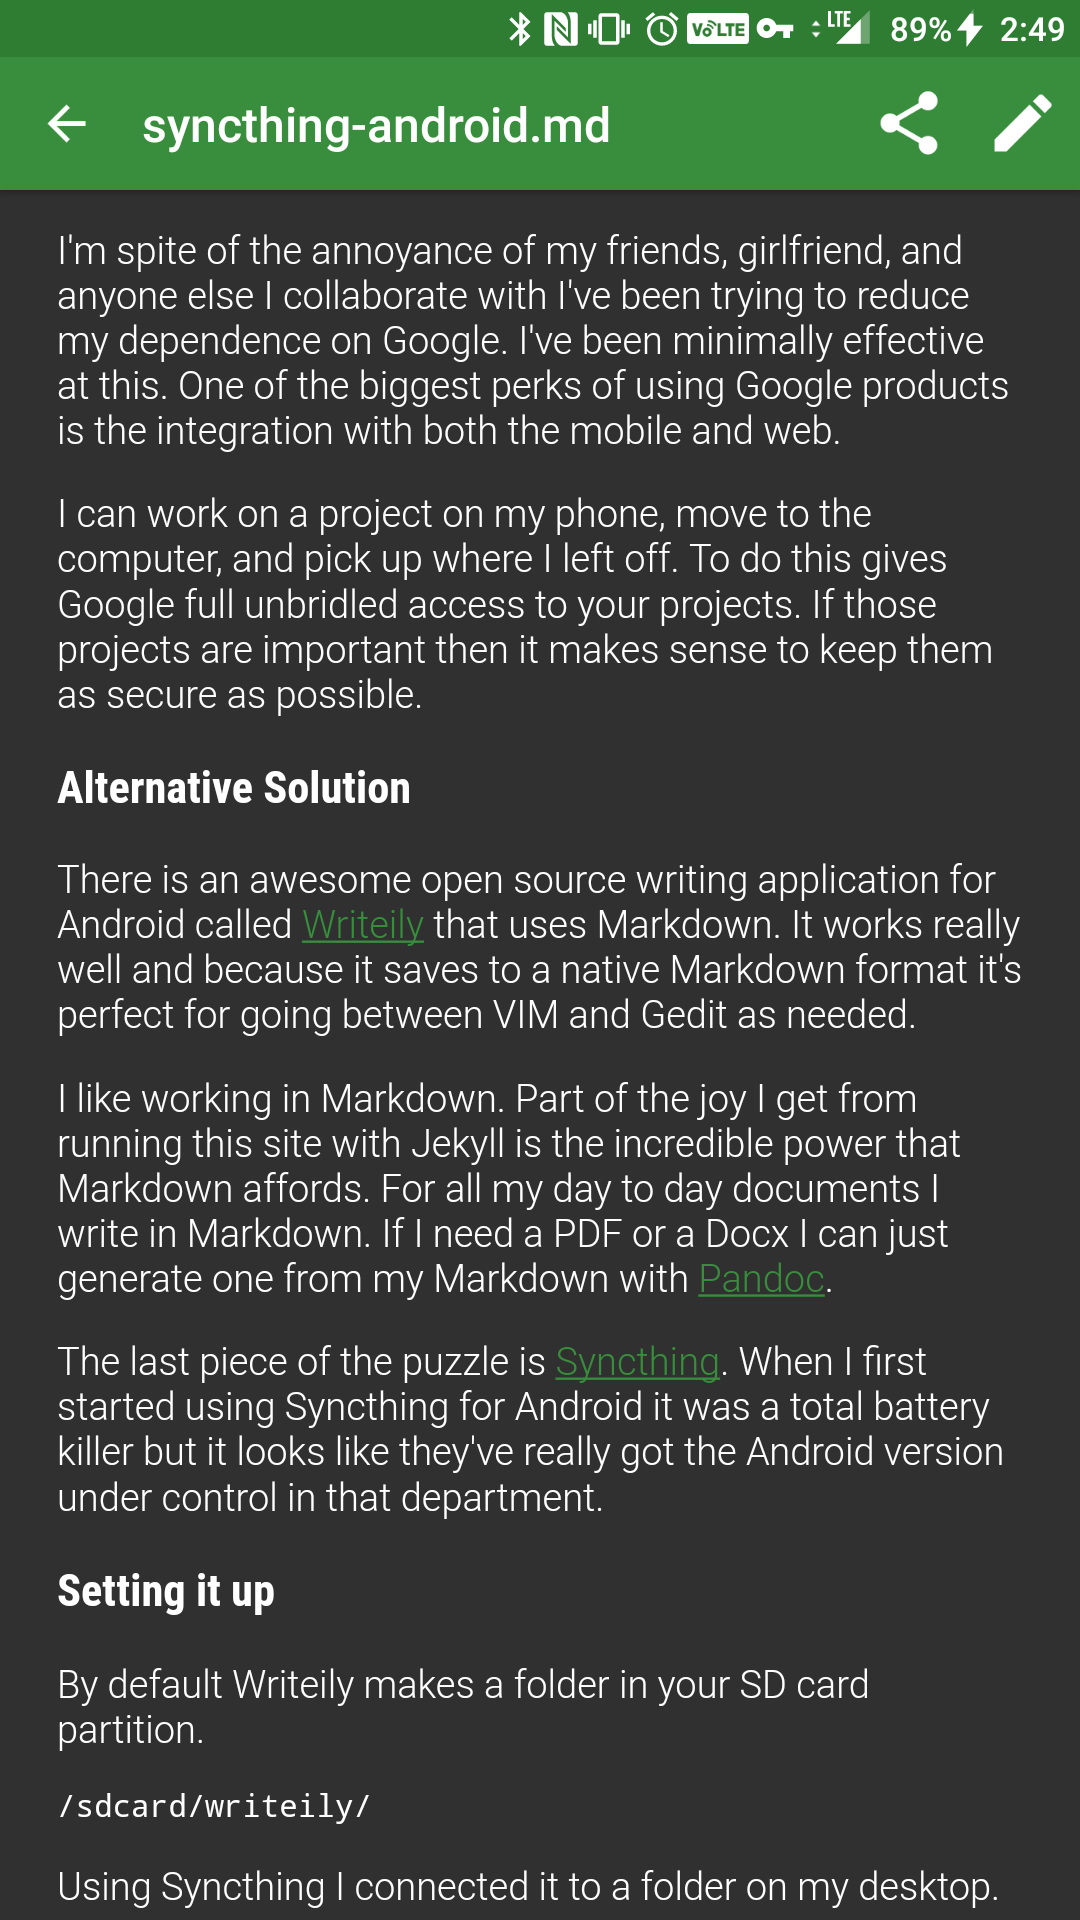 VoLTE LTE 89% 2:49
syncthing-android.md
I'm spite of the annoyance of my friends, girlfriend, and
anyone else I collaborate with I've been trying to reduce
my dependence on Google. I've been minimally effective
at this. One of the biggest perks of using Google products
is the integration with both the mobile and web.
I can work on a project on my phone, move to the
computer, and pick up where I left off. To do this gives
Google full unbridled access to your projects. If those
projects are important then it makes sense to keep them
as secure as possible.
Alternative Solution
There is an awesome open source writing application for
Android called Writeily that uses Markdown. It works really
well and because it saves to a native Markdown format it's
perfect for going between VIM and Gedit as needed.
I like working in Markdown. Part of the joy I get from
running this site with Jekyll is the incredible power that
Markdown affords. For all my day to day documents I
write in Markdown. If I need a PDF or a Docx I can just
generate one from my Markdown with Pandoc.
The last piece of the puzzle is Syncthing. When I first
started using Syncthing for Android it was a total battery
killer but it looks like they've really got the Android version
under control in that department.
Setting it up
By default Writeily makes a folder in your SD card
partition.
/sdcard/writeily/
Using Syncthing I connected it to a folder on my desktop.